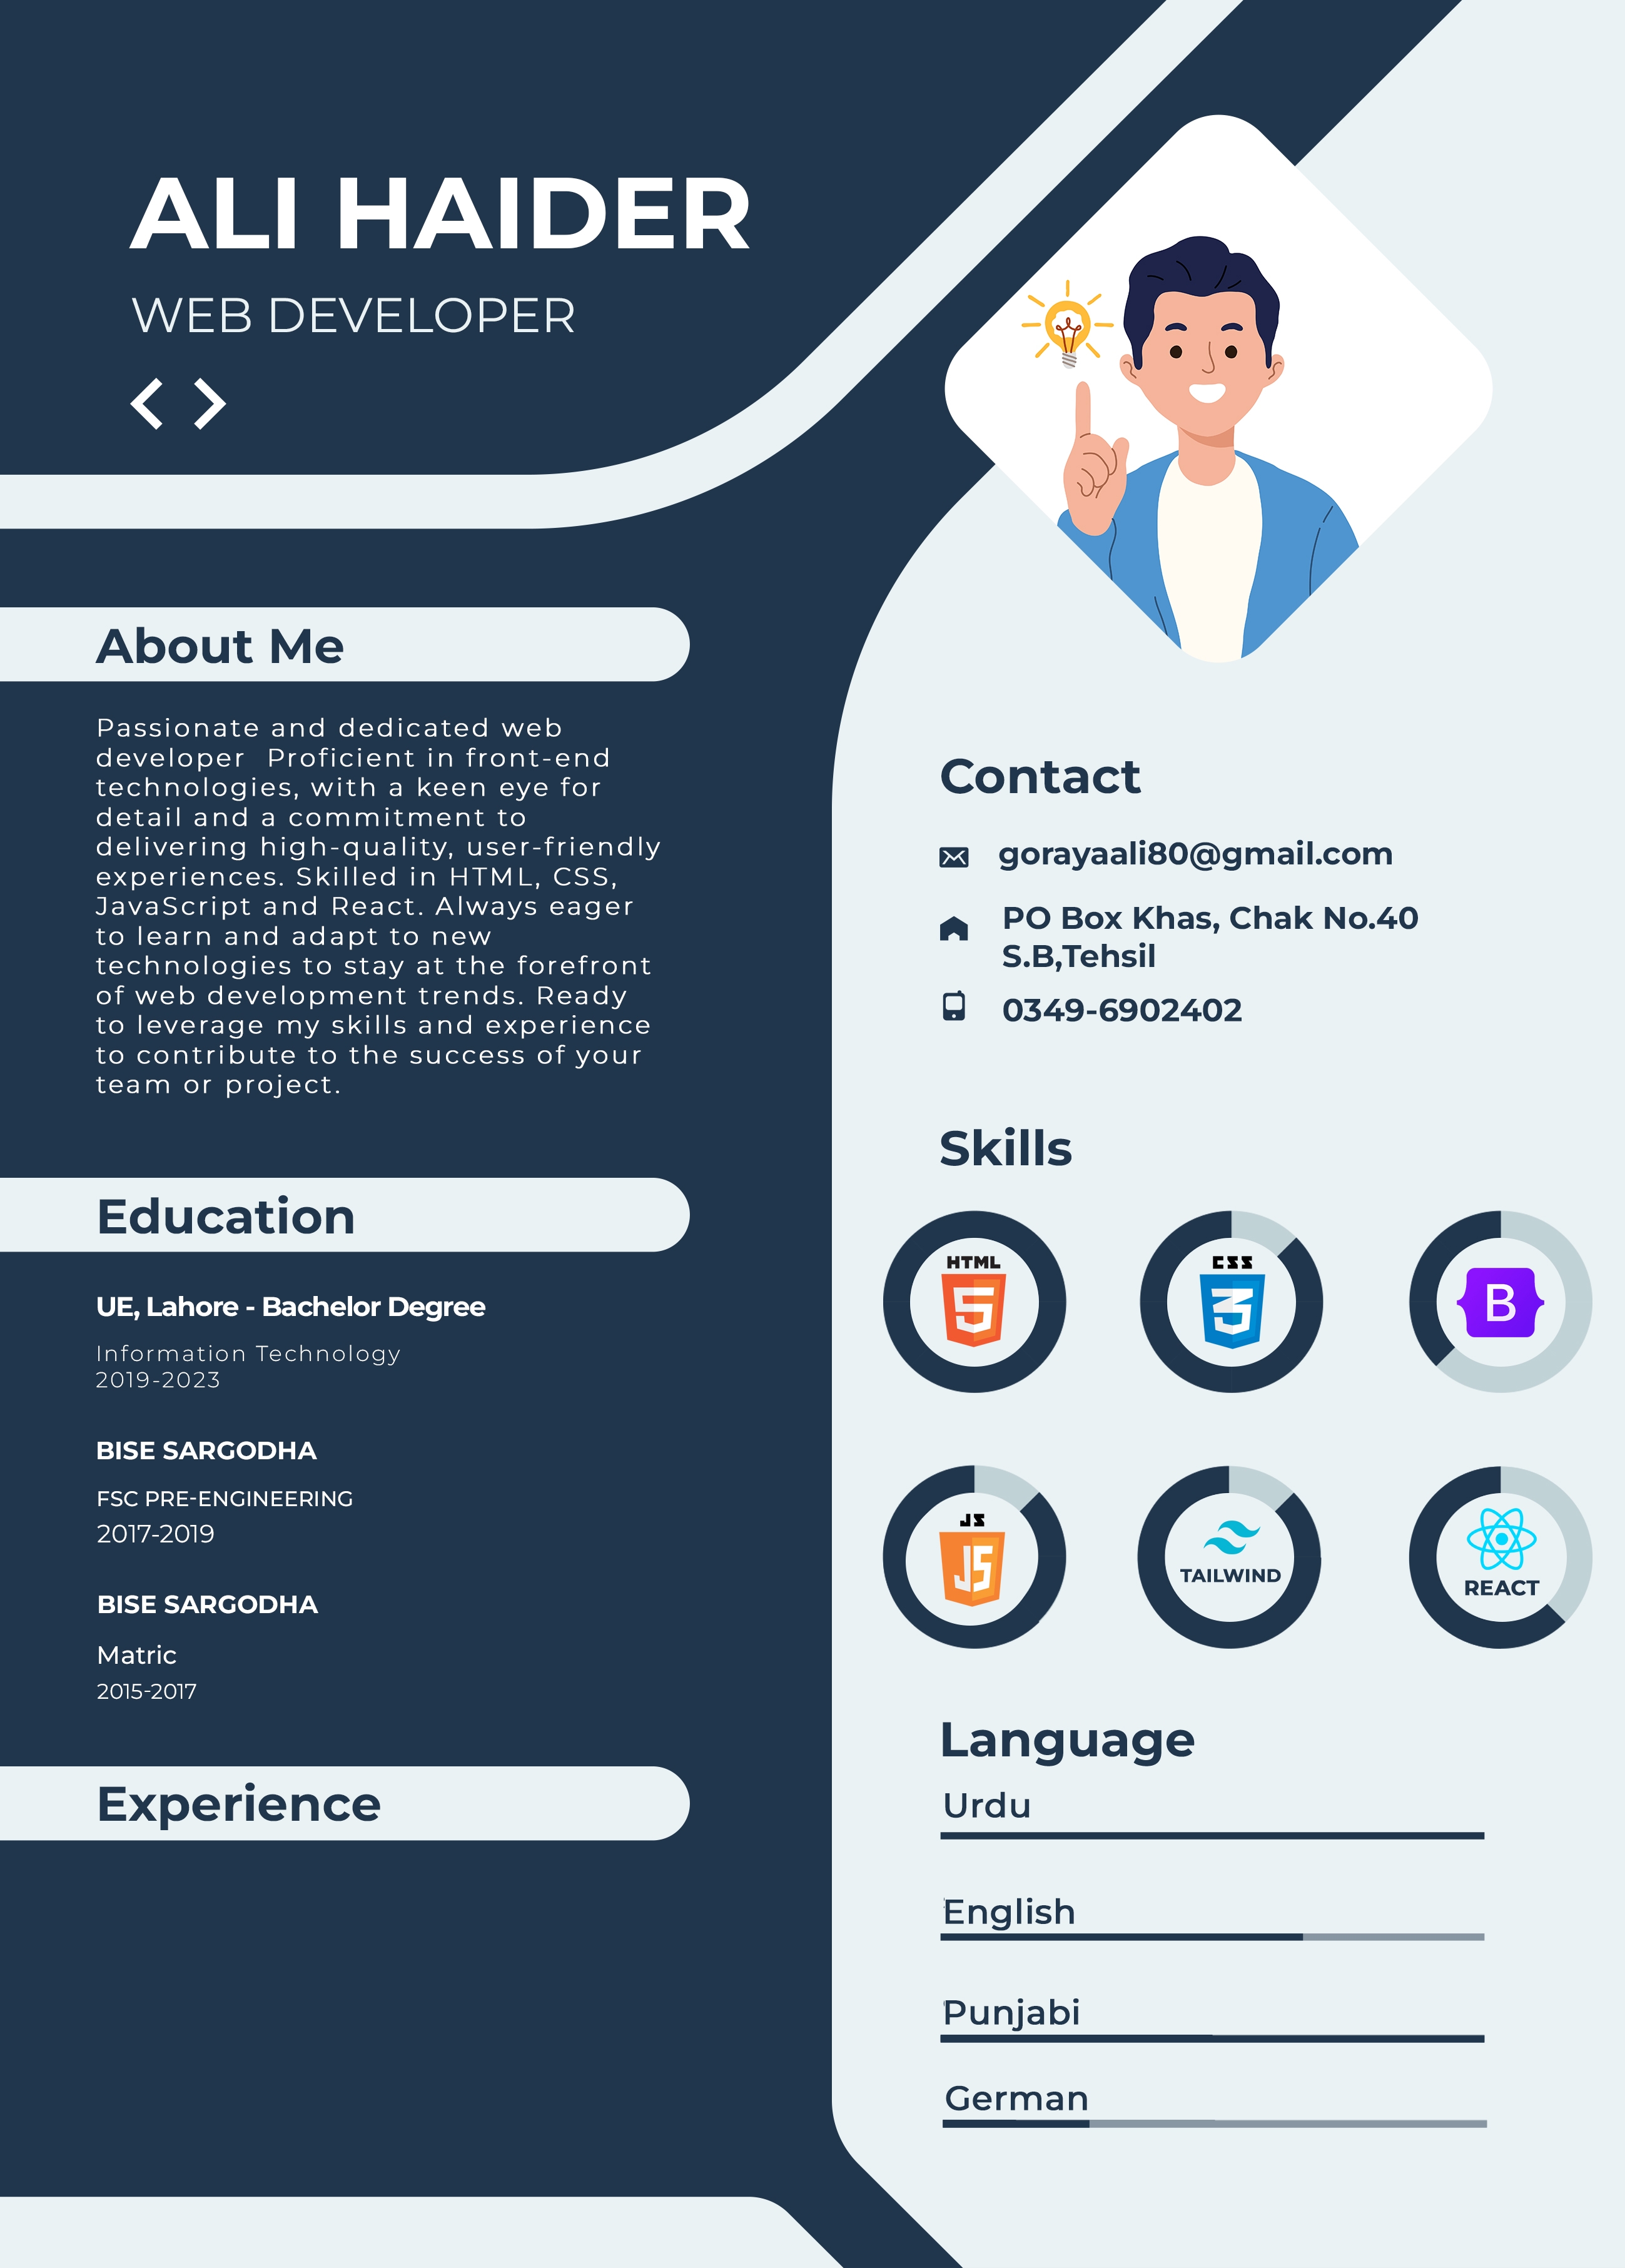 ALI HAIDER
WEB DEVELOPER
< >
About Me
Passionate and dedicated web
developer  Proficient in front-end
technologies, with a keen eye for
detail and a commitment to
delivering high-quality, user-friendly
experiences. Skilled in HTML, CSS,
JavaScript and React. Always eager
to learn and adapt to new
technologies to stay at the forefront
of web development trends. Ready
to leverage my skills and experience
to contribute to the success of your
team or project.
Education
UE, Lahore - Bachelor Degree
Information Technology
2019-2023
BISE SARGODHA
FSC PRE-ENGINEERING
2017-2019
BISE SARGODHA
Matric
2015-2017
Experience
Contact
gorayaali80@gmail.com
PO Box Khas, Chak No.40
S.B,Tehsil
0349-6902402
Skills
HTML
5
CSS
3
B
JS
JS
TAILWIND
REACT
Language
Urdu
English
Punjabi
German